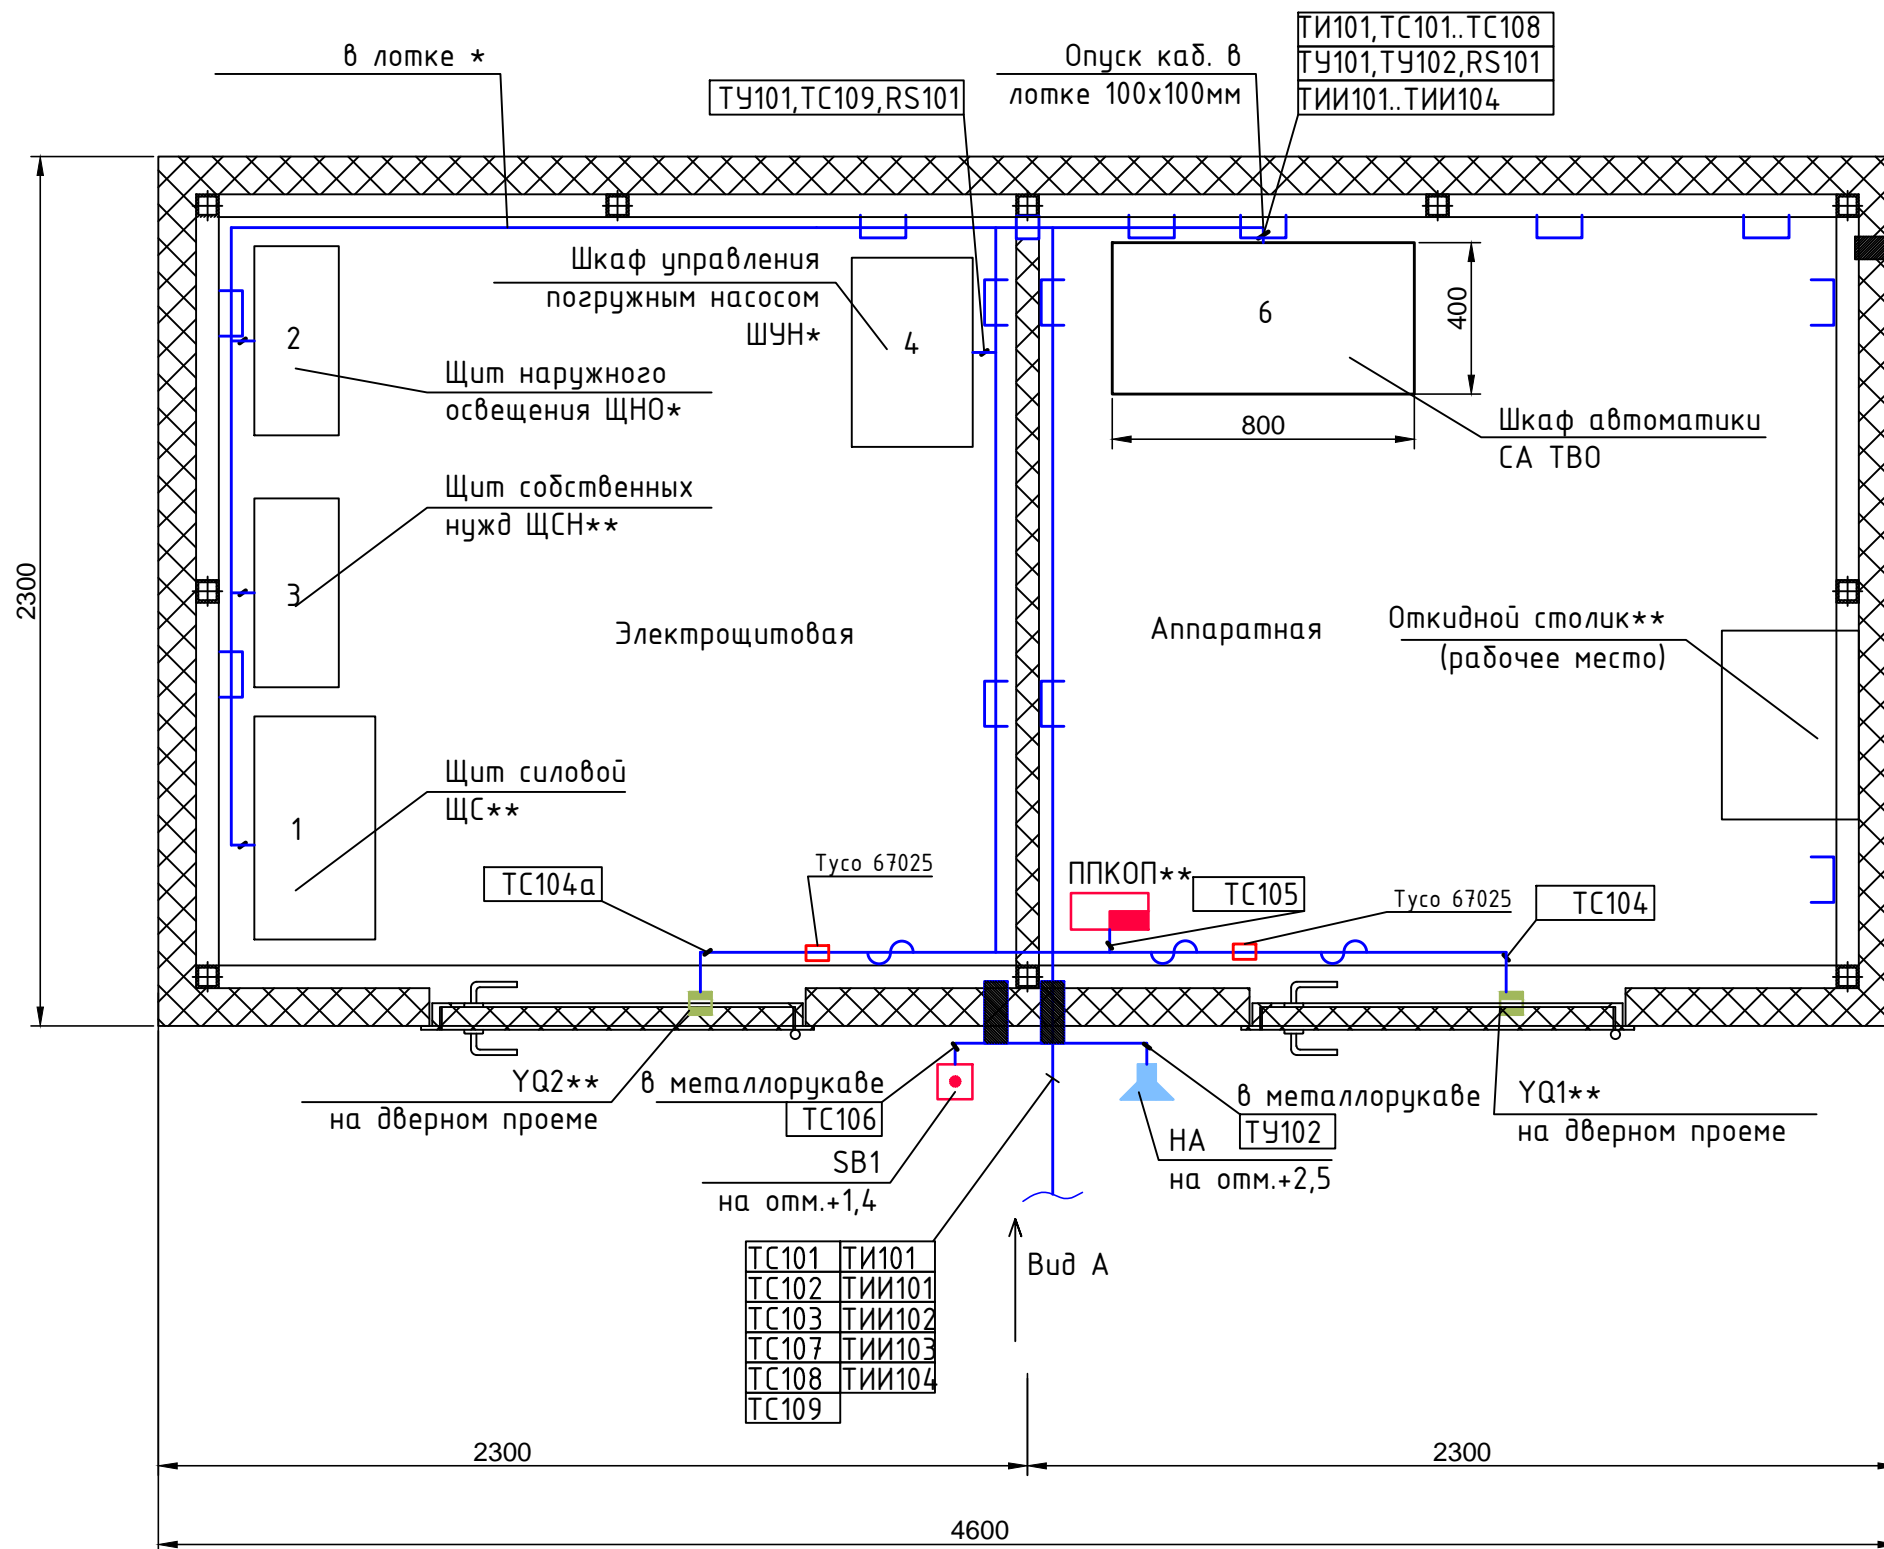 в лотке *
ТУ101,ТС109,RS101
Опуск каб. в
лотке 100х100мм
ТИ101,ТС101..ТС108
ТУ101,ТУ102,RS101
ТИИ101..ТИИ104
2300
2
Щит наружного
освещения ЩНО*
Шкаф управления
погружным насосом
ШУН*
4
6
400
800
Шкаф автоматики
СА ТВО
3
Щит собственных
нужд ЩСН**
Электрощитовая
Аппаратная
Откидной столик**
(рабочее место)
1
Щит силовой
ЩС**
ТС104а
Tyco 67025
ППКОП**
ТС105
Tyco 67025
ТС104
YQ2**
на дверном проеме
в металлорукаве
ТС106
SB1
на отм.+1,4
в металлорукаве
ТУ102
НА
на отм.+2,5
YQ1**
на дверном проеме
ТС101 ТИ101
ТС102 ТИИ101
ТС103 ТИИ102
ТС107 ТИИ103
ТС108 ТИИ104
ТС109
Вид А
2300
2300
4600